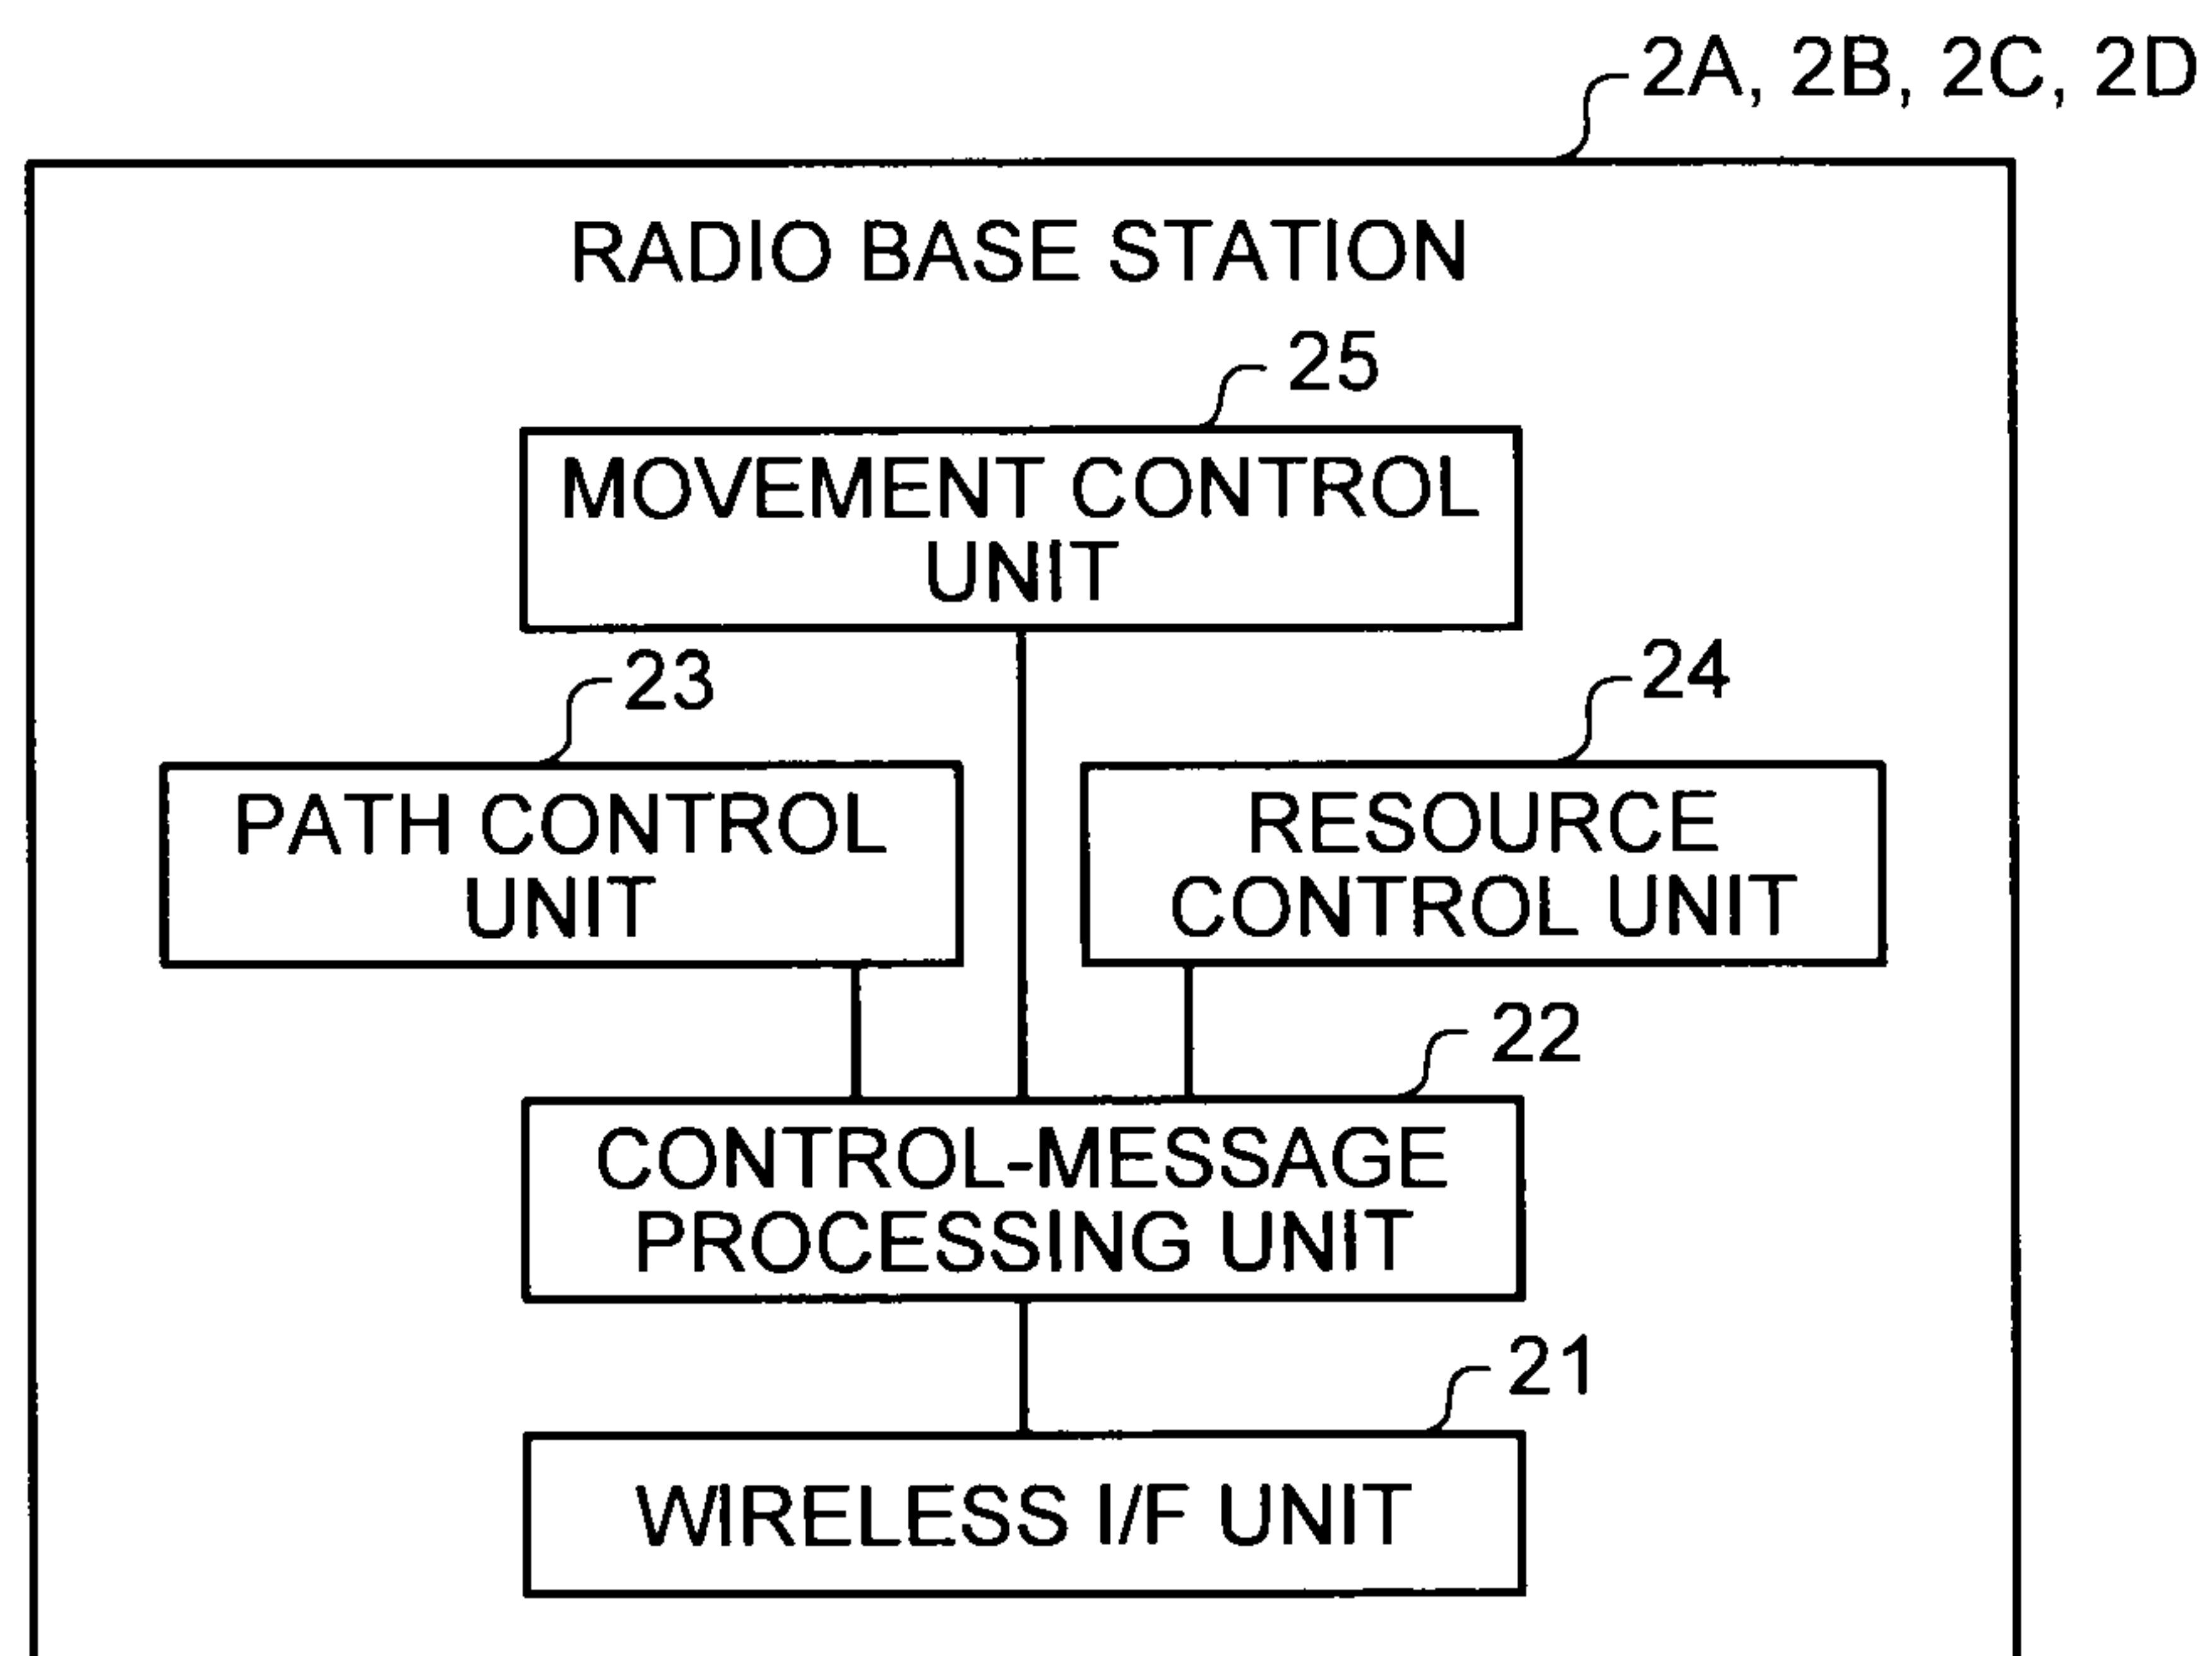 2A, 2B, 2C, 2D
RADIO BASE STATION
25
MOVEMENT CONTROL
UNIT
23
24
PATH CONTROL
UNIT
RESOURCE
CONTROL UNIT
22
CONTROL-MESSAGE
PROCESSING UNIT
21
WIRELESS I/F UNIT